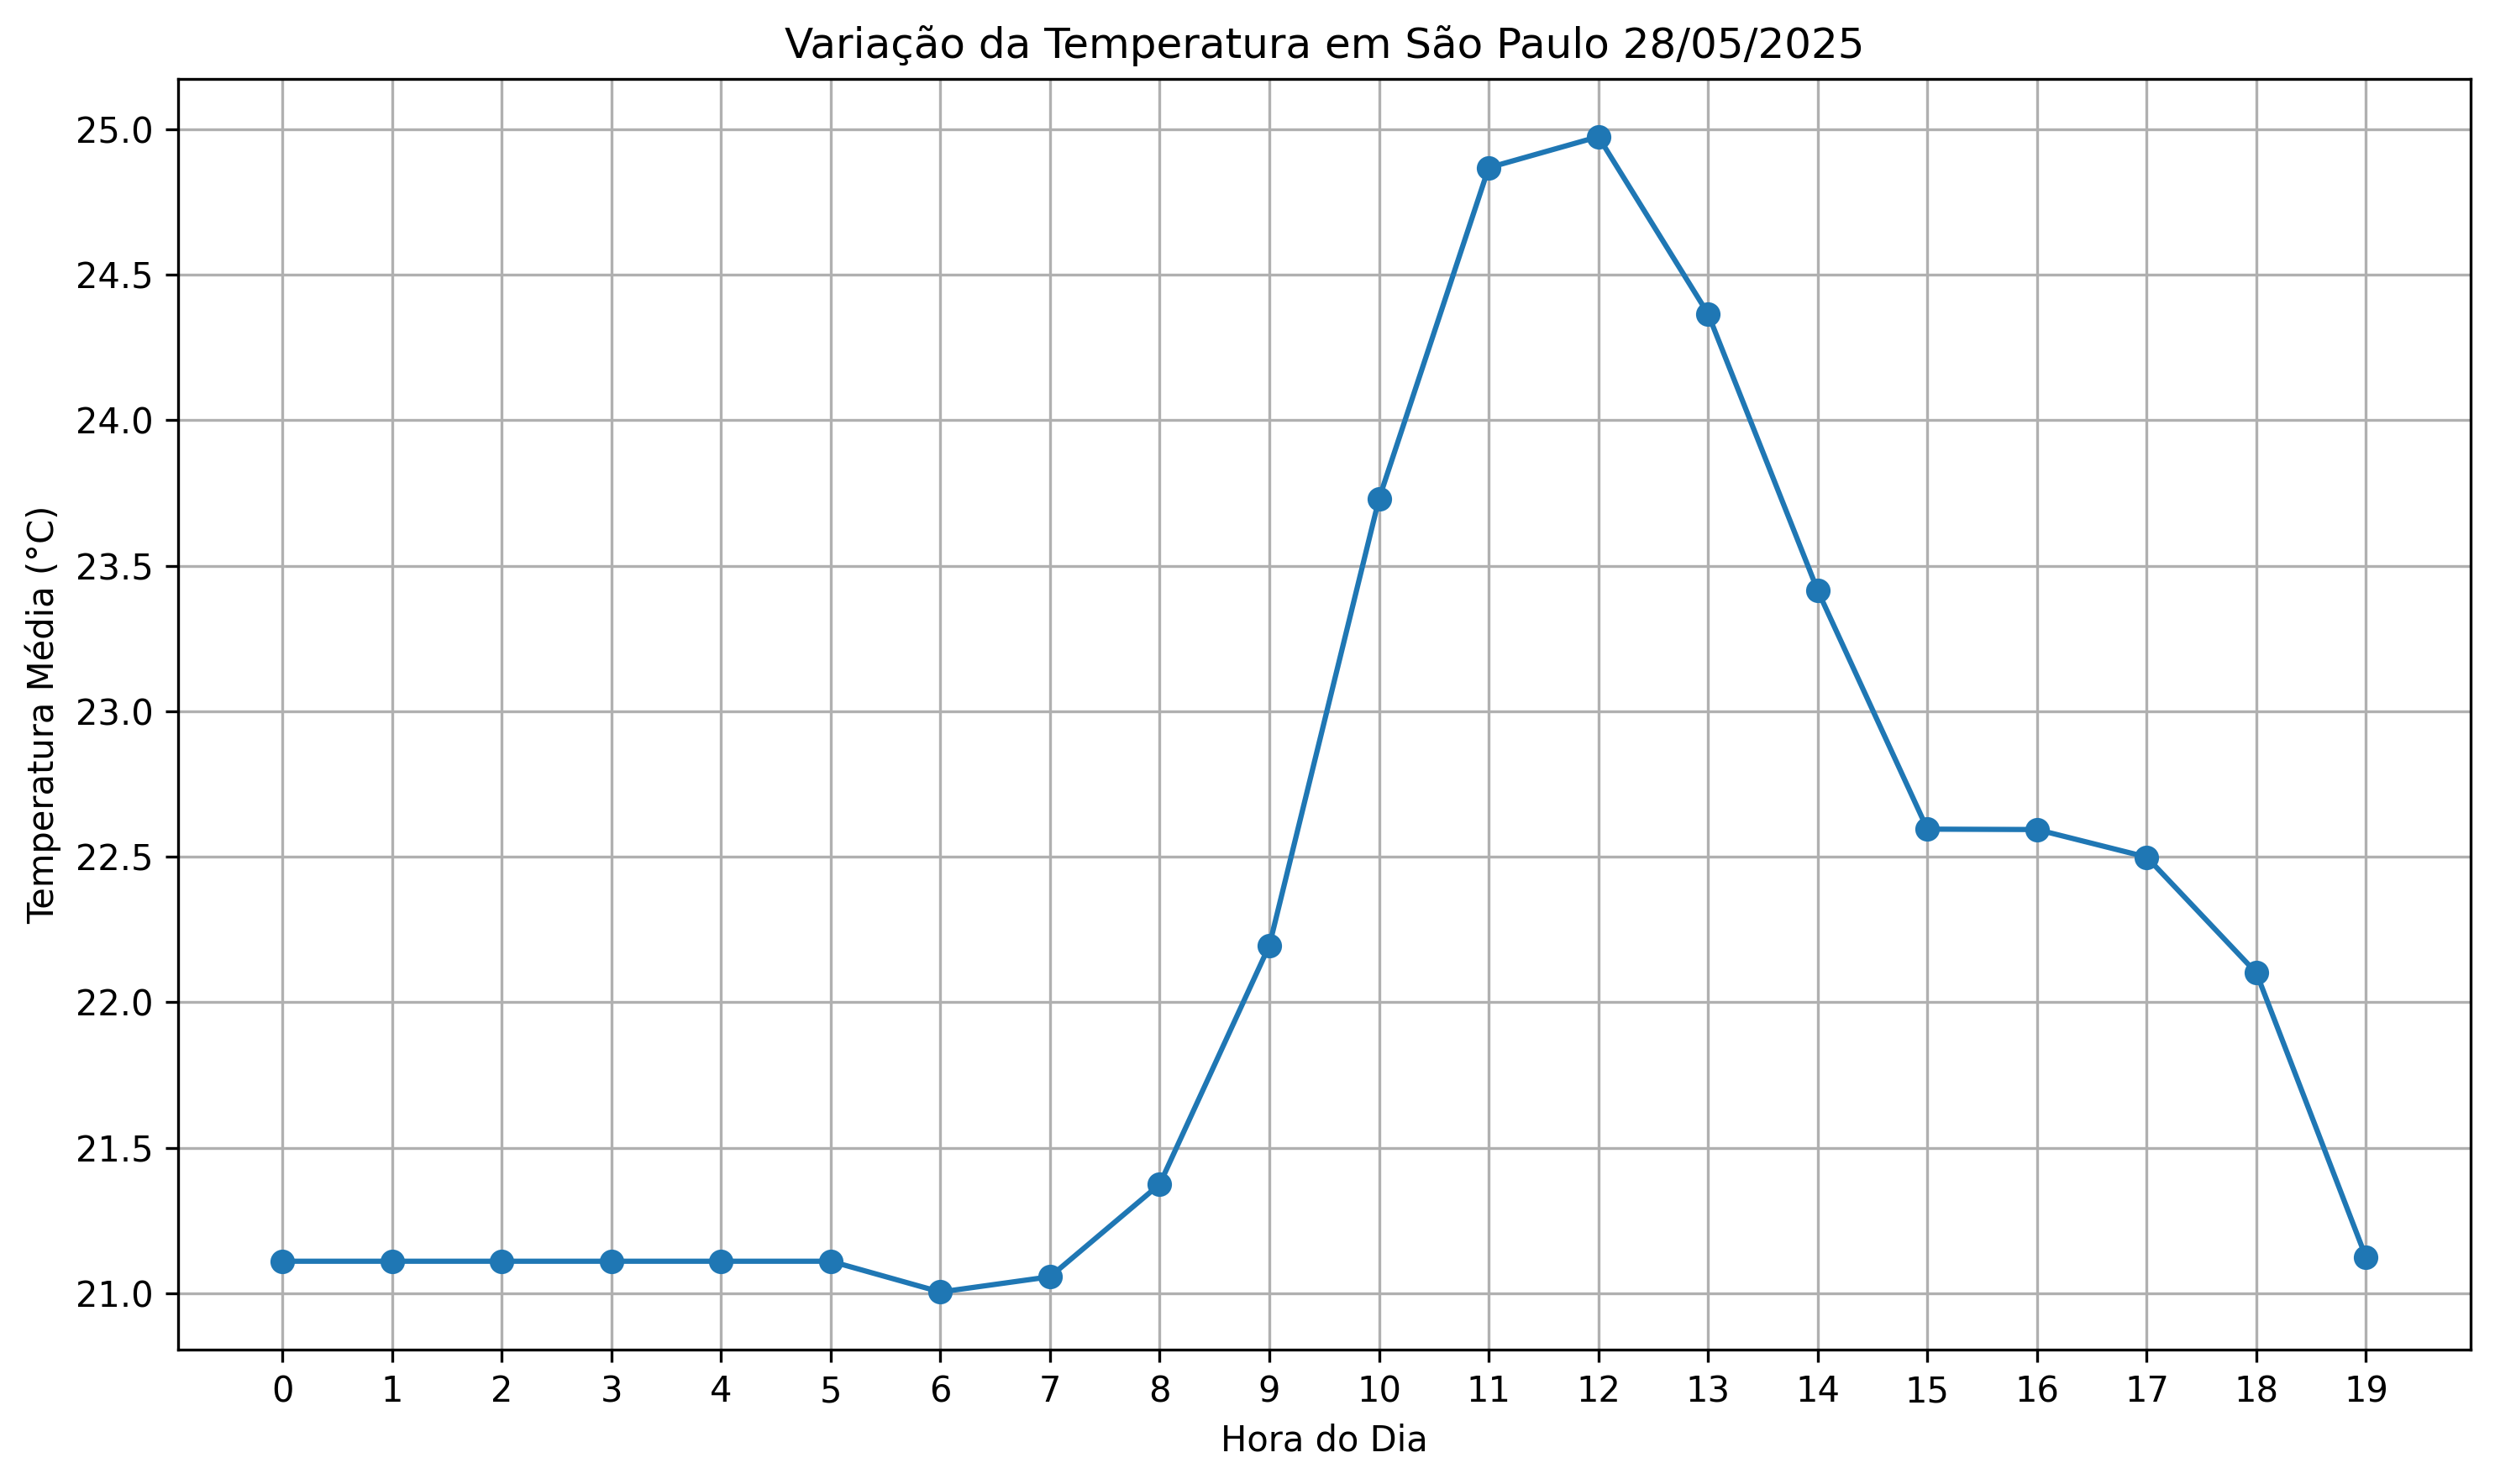 Variação da Temperatura em São Paulo 28/05/2025
Temperatura Média (°C)
25.0
24.5
24.0
23.5
23.0
22.5
22.0
21.5
21.0
0 1 2 3 4 5 6 7 8 9 10 11 12 13 14 15 16 17 18 19
Hora do Dia